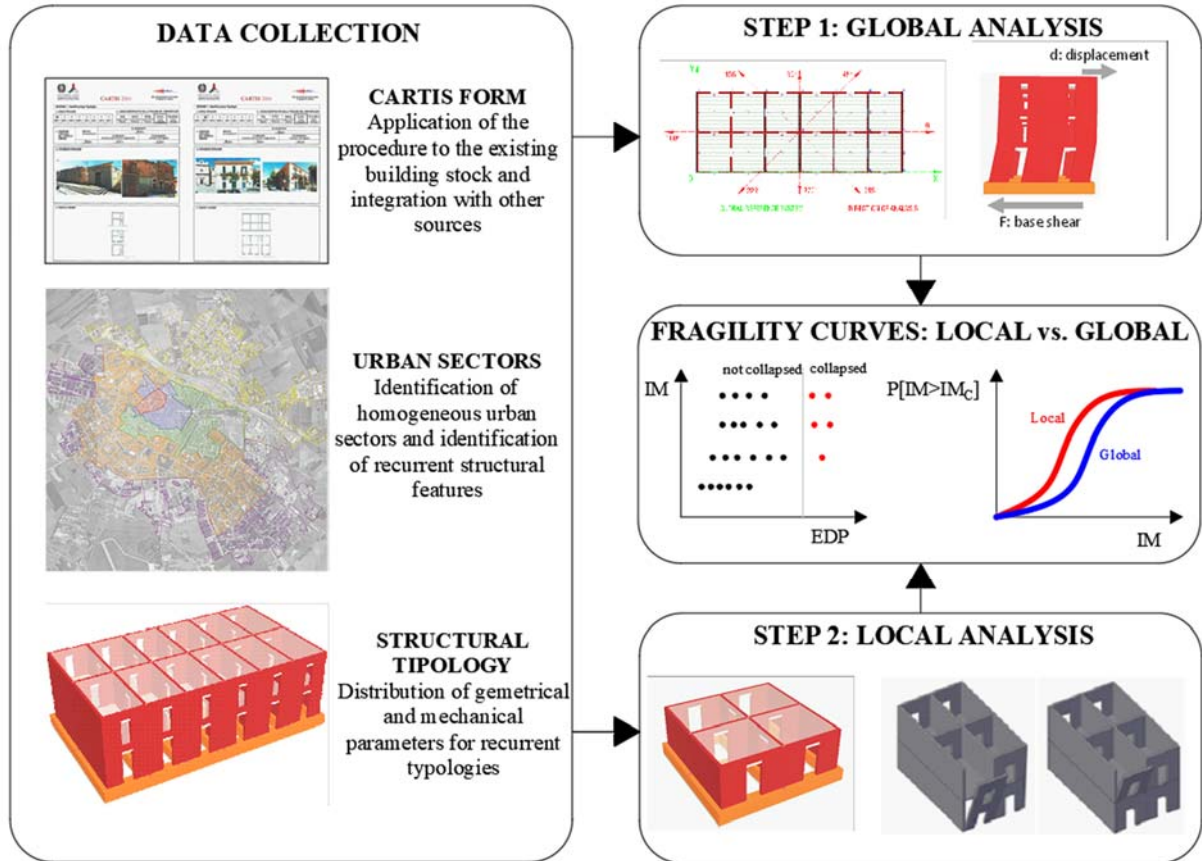 DATA COLLECTION
CARTIS FORM
Application of the
procedure to the existing
building stock and
integration with other
sources
URBAN SECTORS
Identification of
homogeneous urban
sectors and identification
of recurrent structural
features
STRUCTURAL
TIPOLOGY
Distribution of gemetrical
and mechanical
parameters for recurrent
typologies
STEP 1: GLOBAL ANALYSIS
d: displacement
F: base shear
FRAGILITY CURVES: LOCAL vs. GLOBAL
not collapsed
collapsed
IM
EDP
P[IM>IMC]
Local
Global
IM
STEP 2: LOCAL ANALYSIS